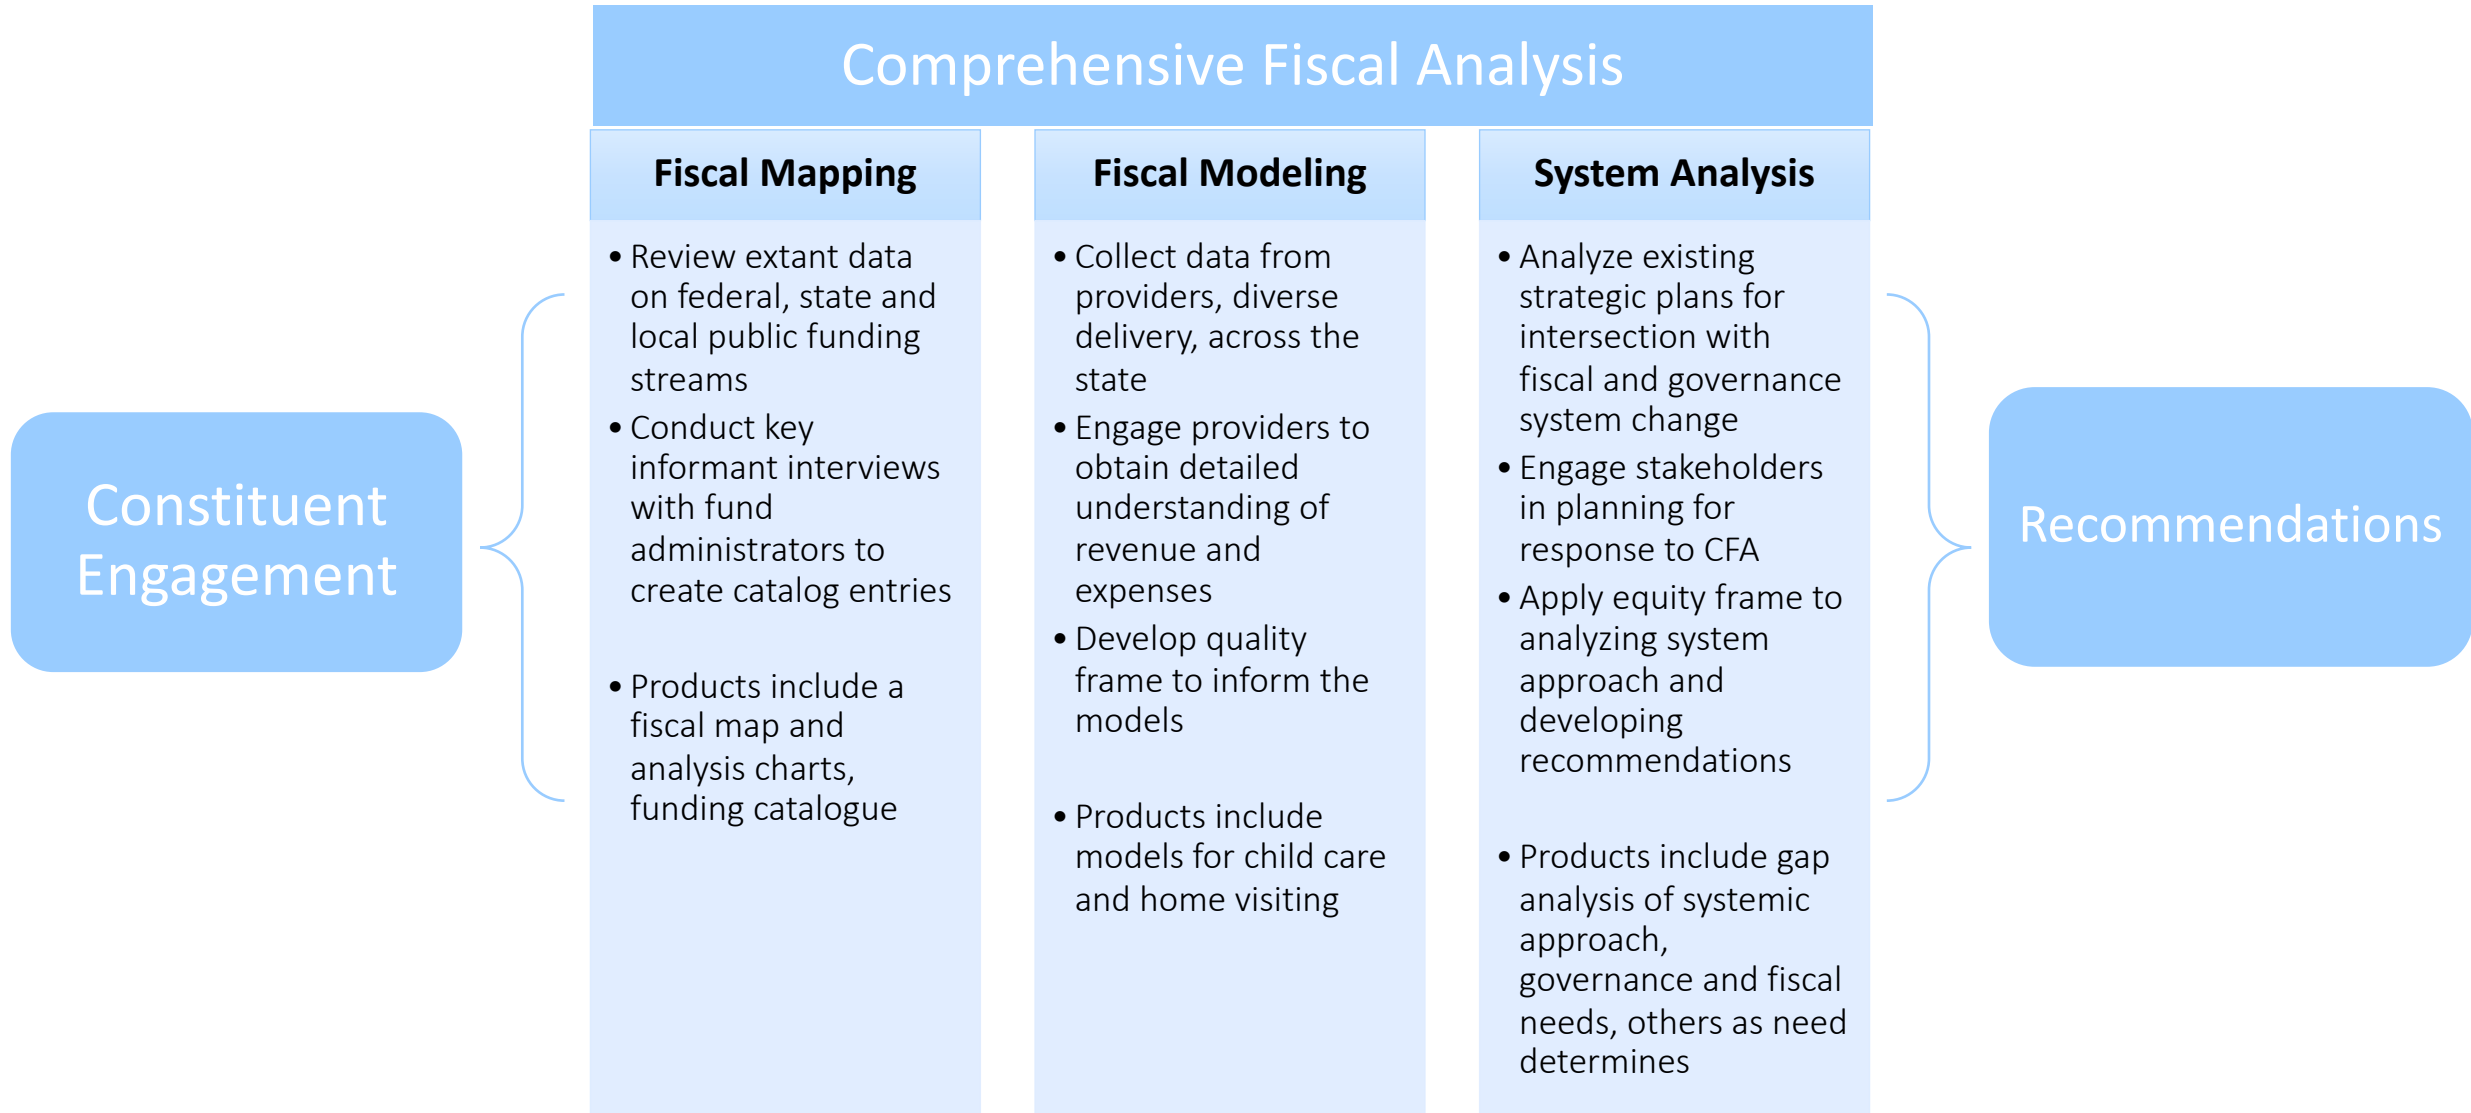 Comprehensive Fiscal Analysis
Constituent
Engagement
Fiscal Mapping
• Review extant data
on federal, state and
local public funding
streams
• Conduct key
informant interviews
with fund
administrators to
create catalog entries
• Products include a
fiscal map and
analysis charts,
funding catalogue
Fiscal Modeling
• Collect data from
providers, diverse
delivery, across the
state
• Engage providers to
obtain detailed
understanding of
revenue and
expenses
• Develop quality
frame to inform the
models
• Products include
models for child care
and home visiting
System Analysis
• Analyze existing
strategic plans for
intersection with
fiscal and governance
system change
• Engage stakeholders
in planning for
response to CFA
• Apply equity frame to
analyzing system
approach and
developing
recommendations
• Products include gap
analysis of systemic
approach,
governance and fiscal
needs, others as need
determines
Recommendations